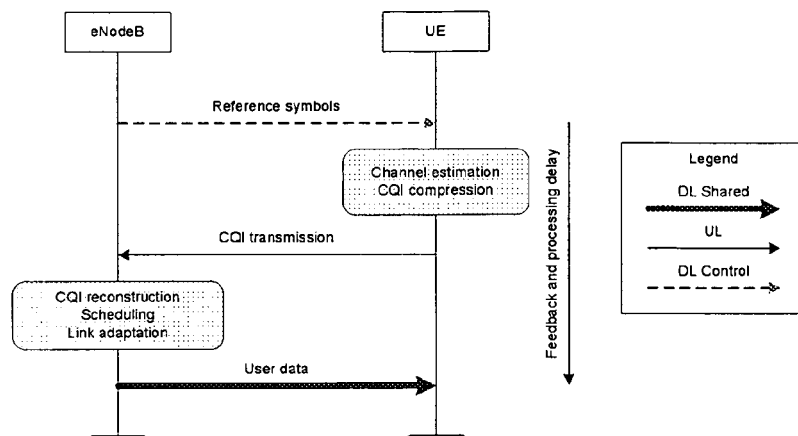 eNodeB
UE
Reference symbols
Channel estimation
CQI compression
CQI transmission
CQI reconstruction
Scheduling
Link adaptation
User data
Feedback and processing delay
Legend
DL Shared
UL
DL Control